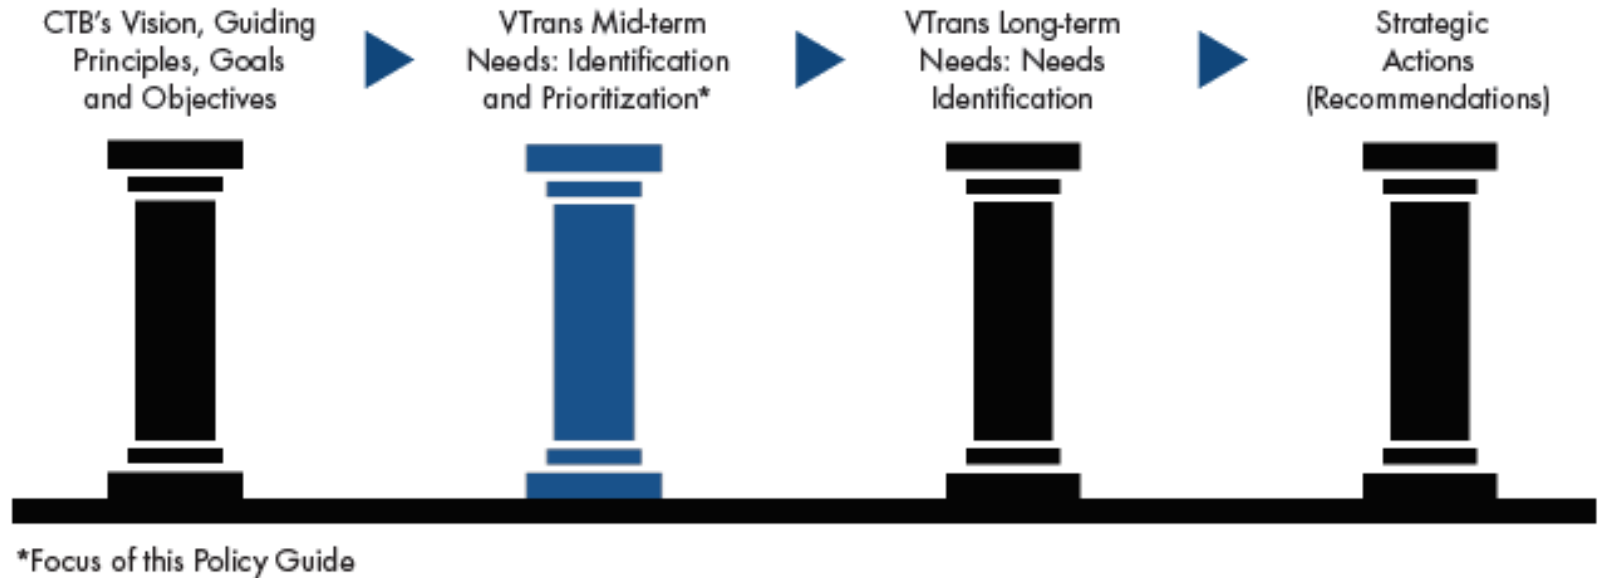 CTB's Vision, Guiding
Principles, Goals
and Objectives
VTrans Mid-term
Needs: Identification
and Prioritization*
VTrans Long-term
Needs: Needs
Identification
Strategic
Actions
(Recommendations)
*Focus of this Policy Guide